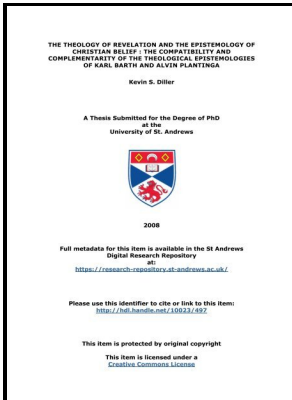 THE THEOLOGY OF REVELATION AND THE EPISTEMOLOGY OF
CHRISTIAN BELIEF : THE COMPATIBILITY AND
COMPLEMENTARITY OF THE THEOLOGICAL EPISTEMOLOGIES
OF KARL BARTH AND ALVIN PLANTINGA
Kevin S. Diller
A Thesis Submitted for the Degree of PhD
at the
University of St. Andrews
2008
Full metadata for this item is available in the St Andrews
Digital Research Repository
at:
https://research-repository.st-andrews.ac.uk/
Please use this identifier to cite or link to this item:
http://hdl.handle.net/10023/497
This item is protected by original copyright
This item is licensed under a
Creative Commons License